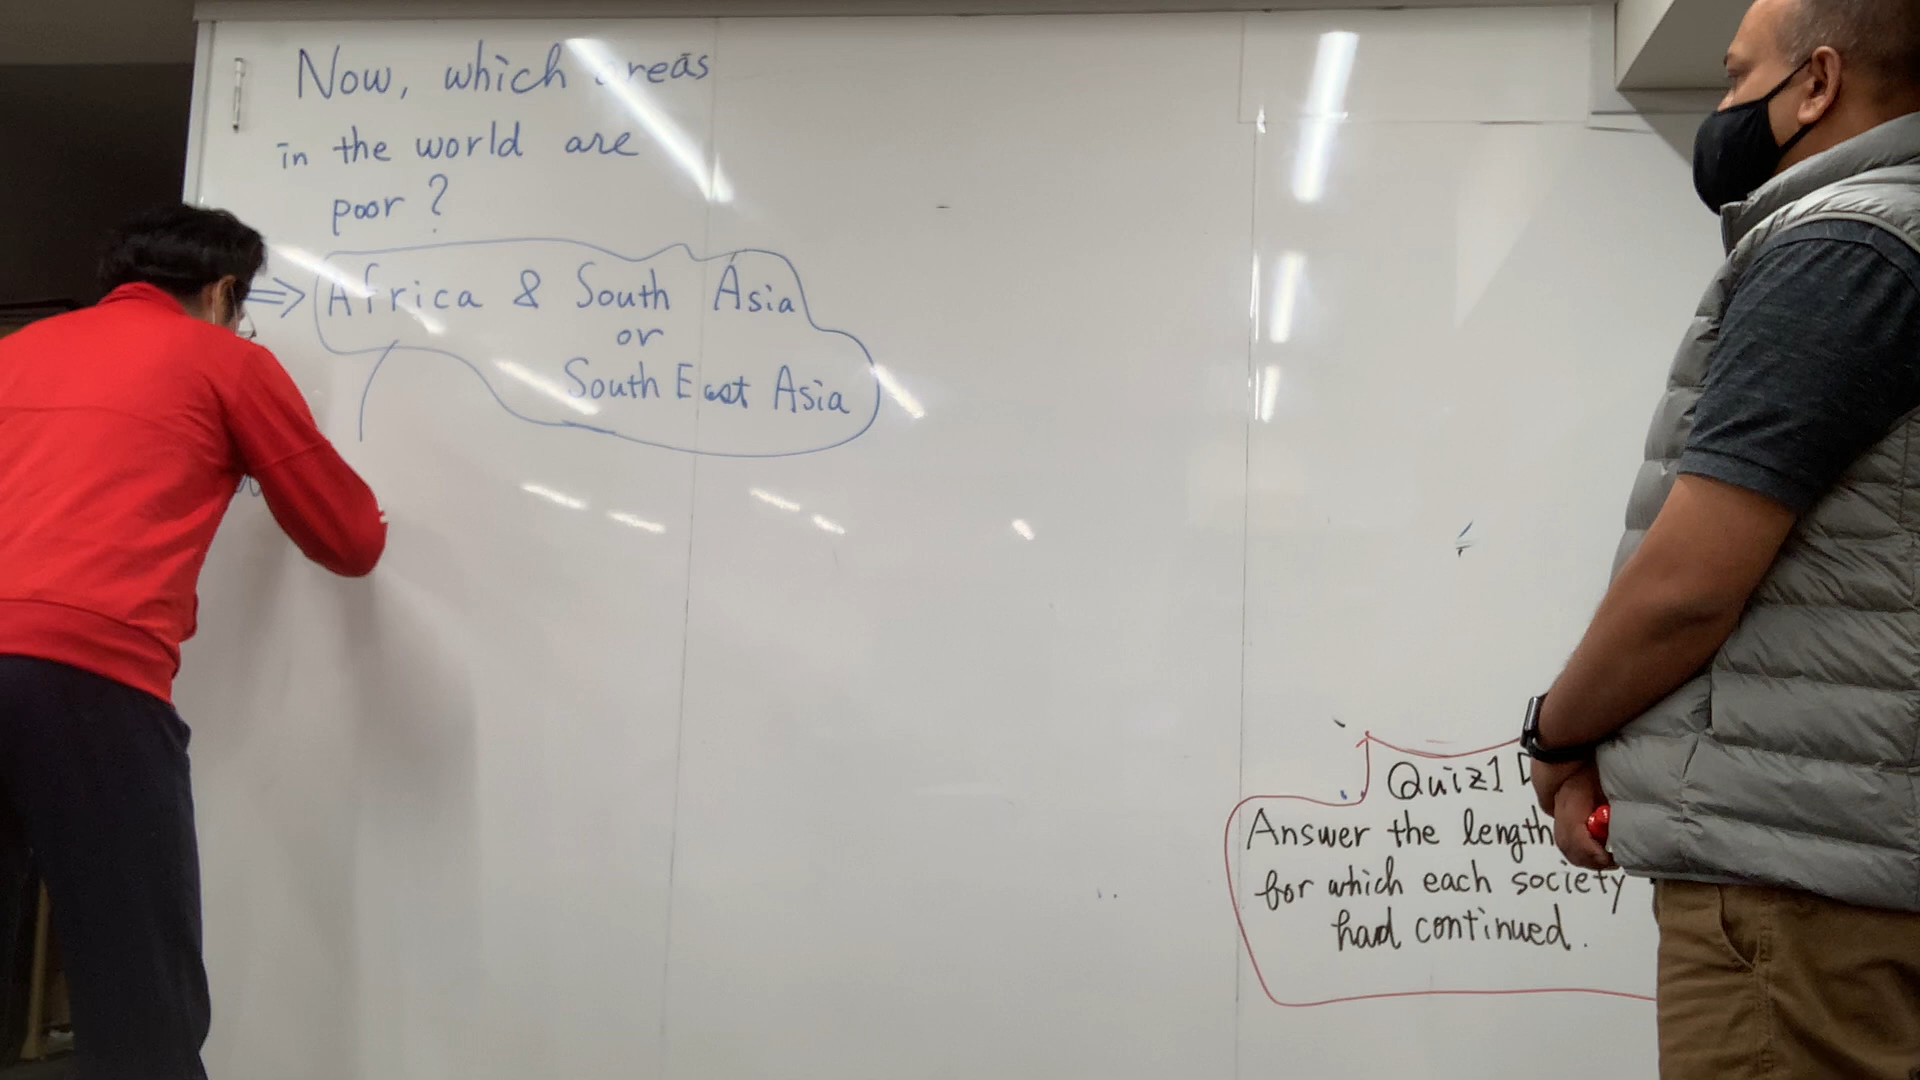 Now, which areas
in the world are
poor?
⇒ Africa & South Asia
or
South East Asia
Quiz1
Answer the length
for which each society
had continued.